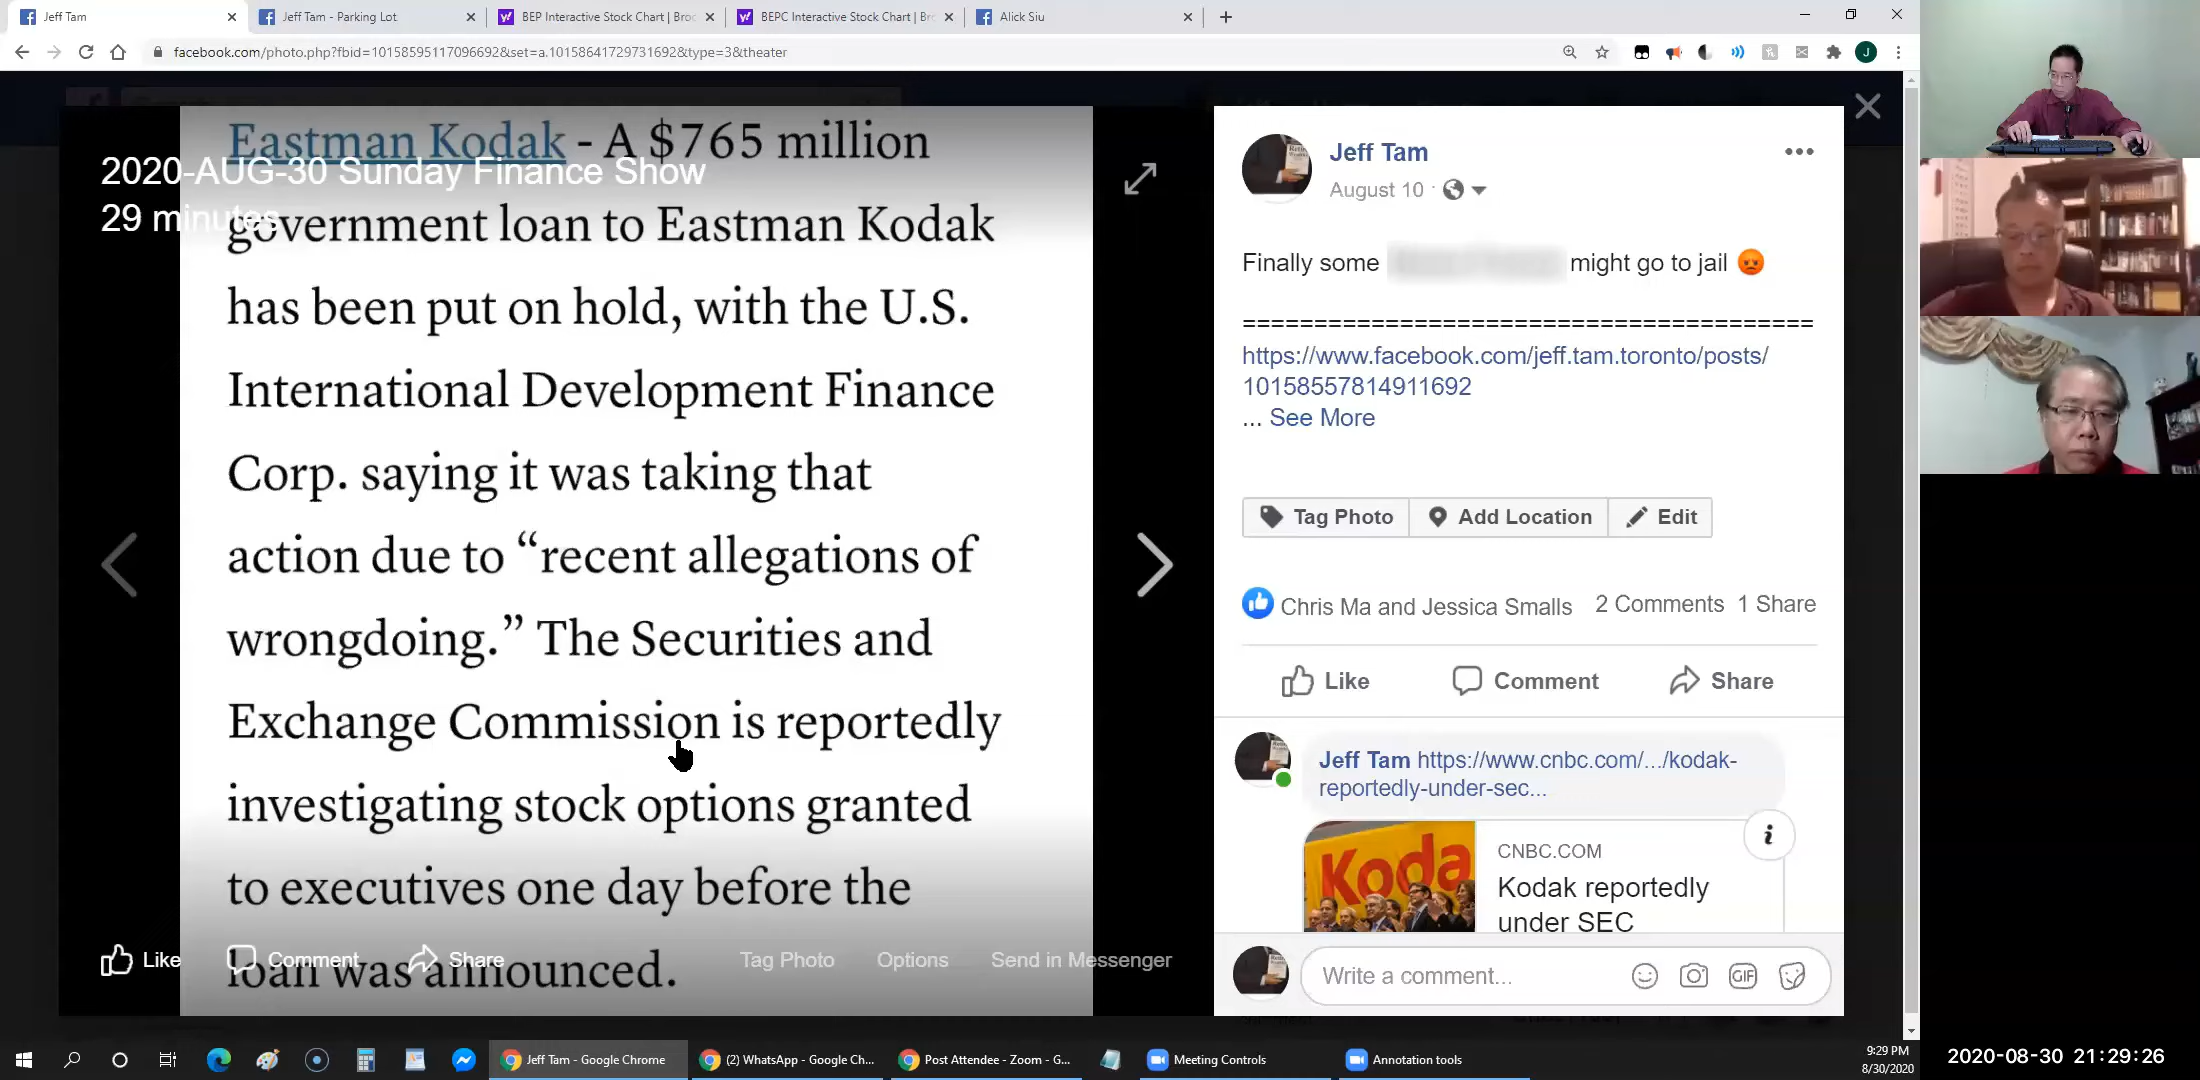 Jeff Tam
Jeff Tam - Parking Lot
BEP Interactive Stock Chart | Broo
BEPC Interactive Stock Chart | Br
Alick Siu
facebook.com/photo.php?fbid=10158595117096692&set=a.10158641729731692&type=3&theater
J
2020-AUG-30 Sunday Finance Show
29 minutes
Eastman Kodak - A $765 million
government loan to Eastman Kodak
has been put on hold, with the U.S.
International Development Finance
Corp. saying it was taking that
action due to “recent allegations of
wrongdoing.” The Securities and
Exchange Commission is reportedly
investigating stock options granted
to executives one day before the
loan was announced.
Like Comment Share Tag Photo Options Send in Messenger
Jeff Tam
August 10 ·
Finally some might go to jail
========================================
https://www.facebook.com/jeff.tam.toronto/posts/
10158557814911692
... See More
Tag Photo Add Location Edit
Chris Ma and Jessica Smalls 2 Comments 1 Share
Like Comment Share
Jeff Tam https://www.cnbc.com/.../kodak-
reportedly-under-sec...
Koda
CNBC.COM
Kodak reportedly
under SEC
Write a comment...
GIF
Jeff Tam - Google Chrome
(2) WhatsApp - Google Ch...
Post Attendee - Zoom - G...
Meeting Controls
Annotation tools
9:29 PM
8/30/2020
2020-08-30 21:29:26